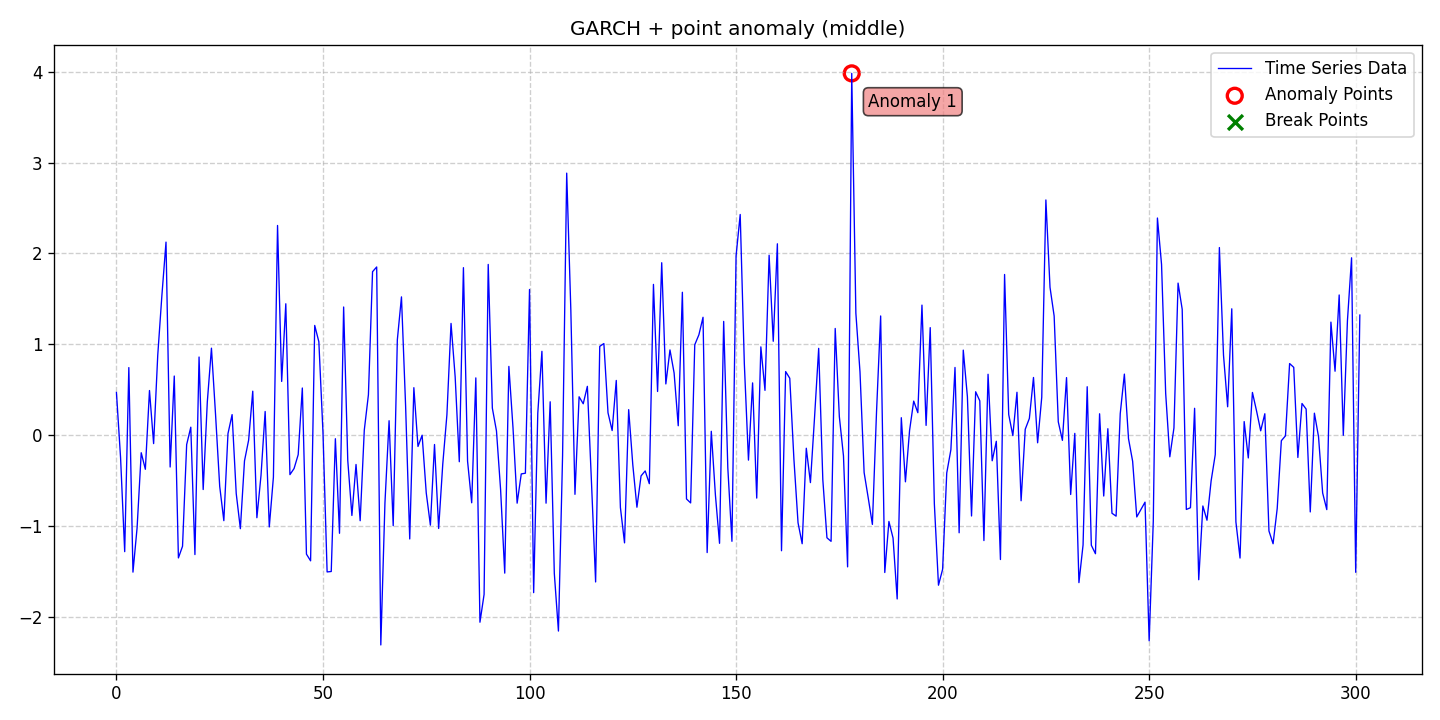 GARCH + point anomaly (middle)
Time Series Data
Anomaly Points
Break Points
Anomaly 1
4
3
2
1
0
−1
−2
0
50
100
150
200
250
300